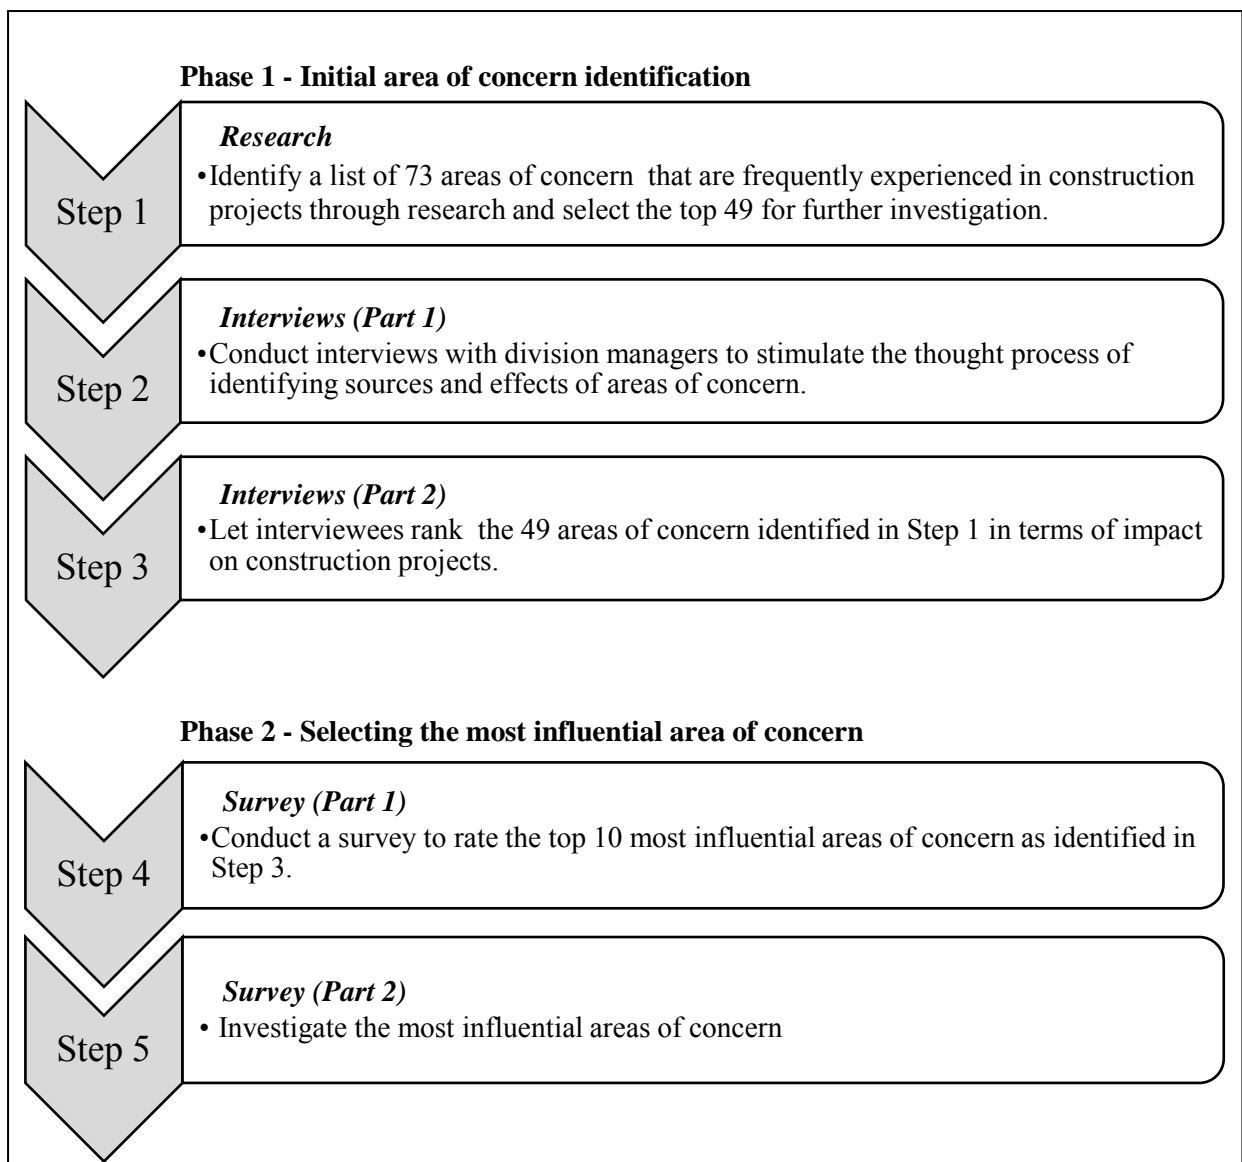 Phase 1 - Initial area of concern identification
Step 1
Research
•Identify a list of 73 areas of concern that are frequently experienced in construction
projects through research and select the top 49 for further investigation.
Step 2
Interviews (Part 1)
•Conduct interviews with division managers to stimulate the thought process of
identifying sources and effects of areas of concern.
Step 3
Interviews (Part 2)
•Let interviewees rank the 49 areas of concern identified in Step 1 in terms of impact
on construction projects.
Phase 2 - Selecting the most influential area of concern
Step 4
Survey (Part 1)
•Conduct a survey to rate the top 10 most influential areas of concern as identified in
Step 3.
Step 5
Survey (Part 2)
• Investigate the most influential areas of concern